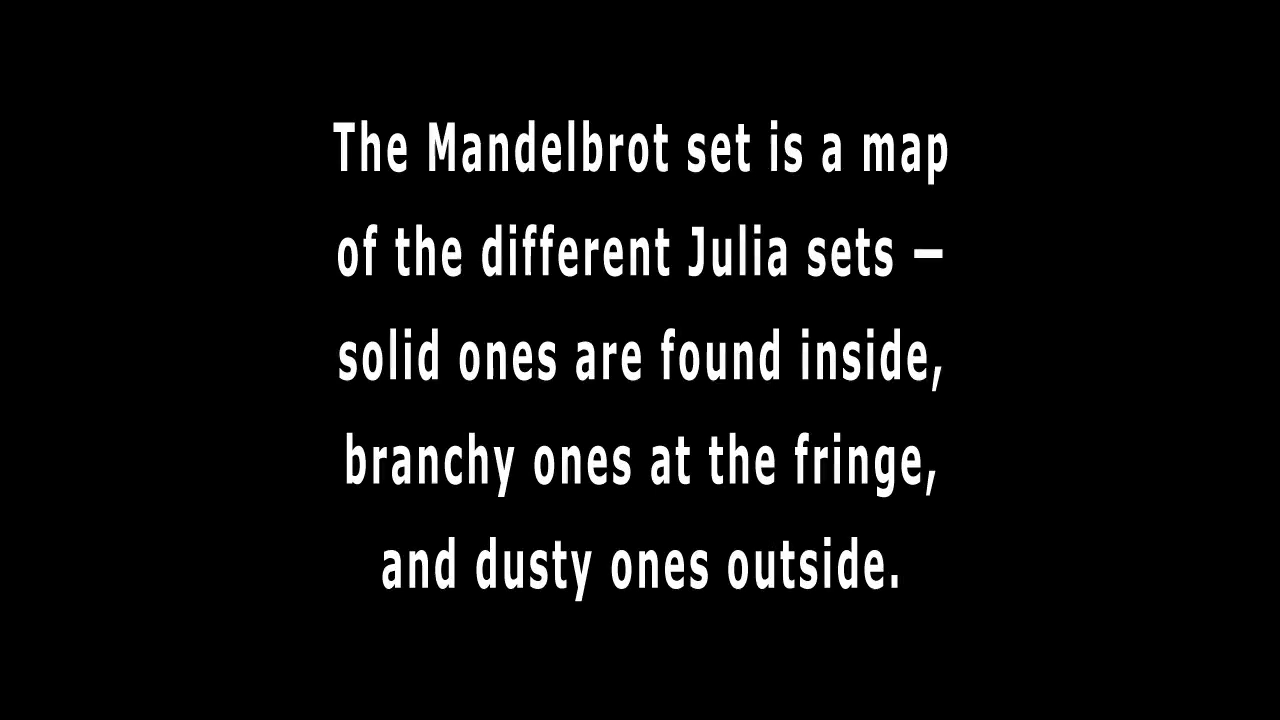 The Mandelbrot set is a map
of the different Julia sets –
solid ones are found inside,
branchy ones at the fringe,
and dusty ones outside.